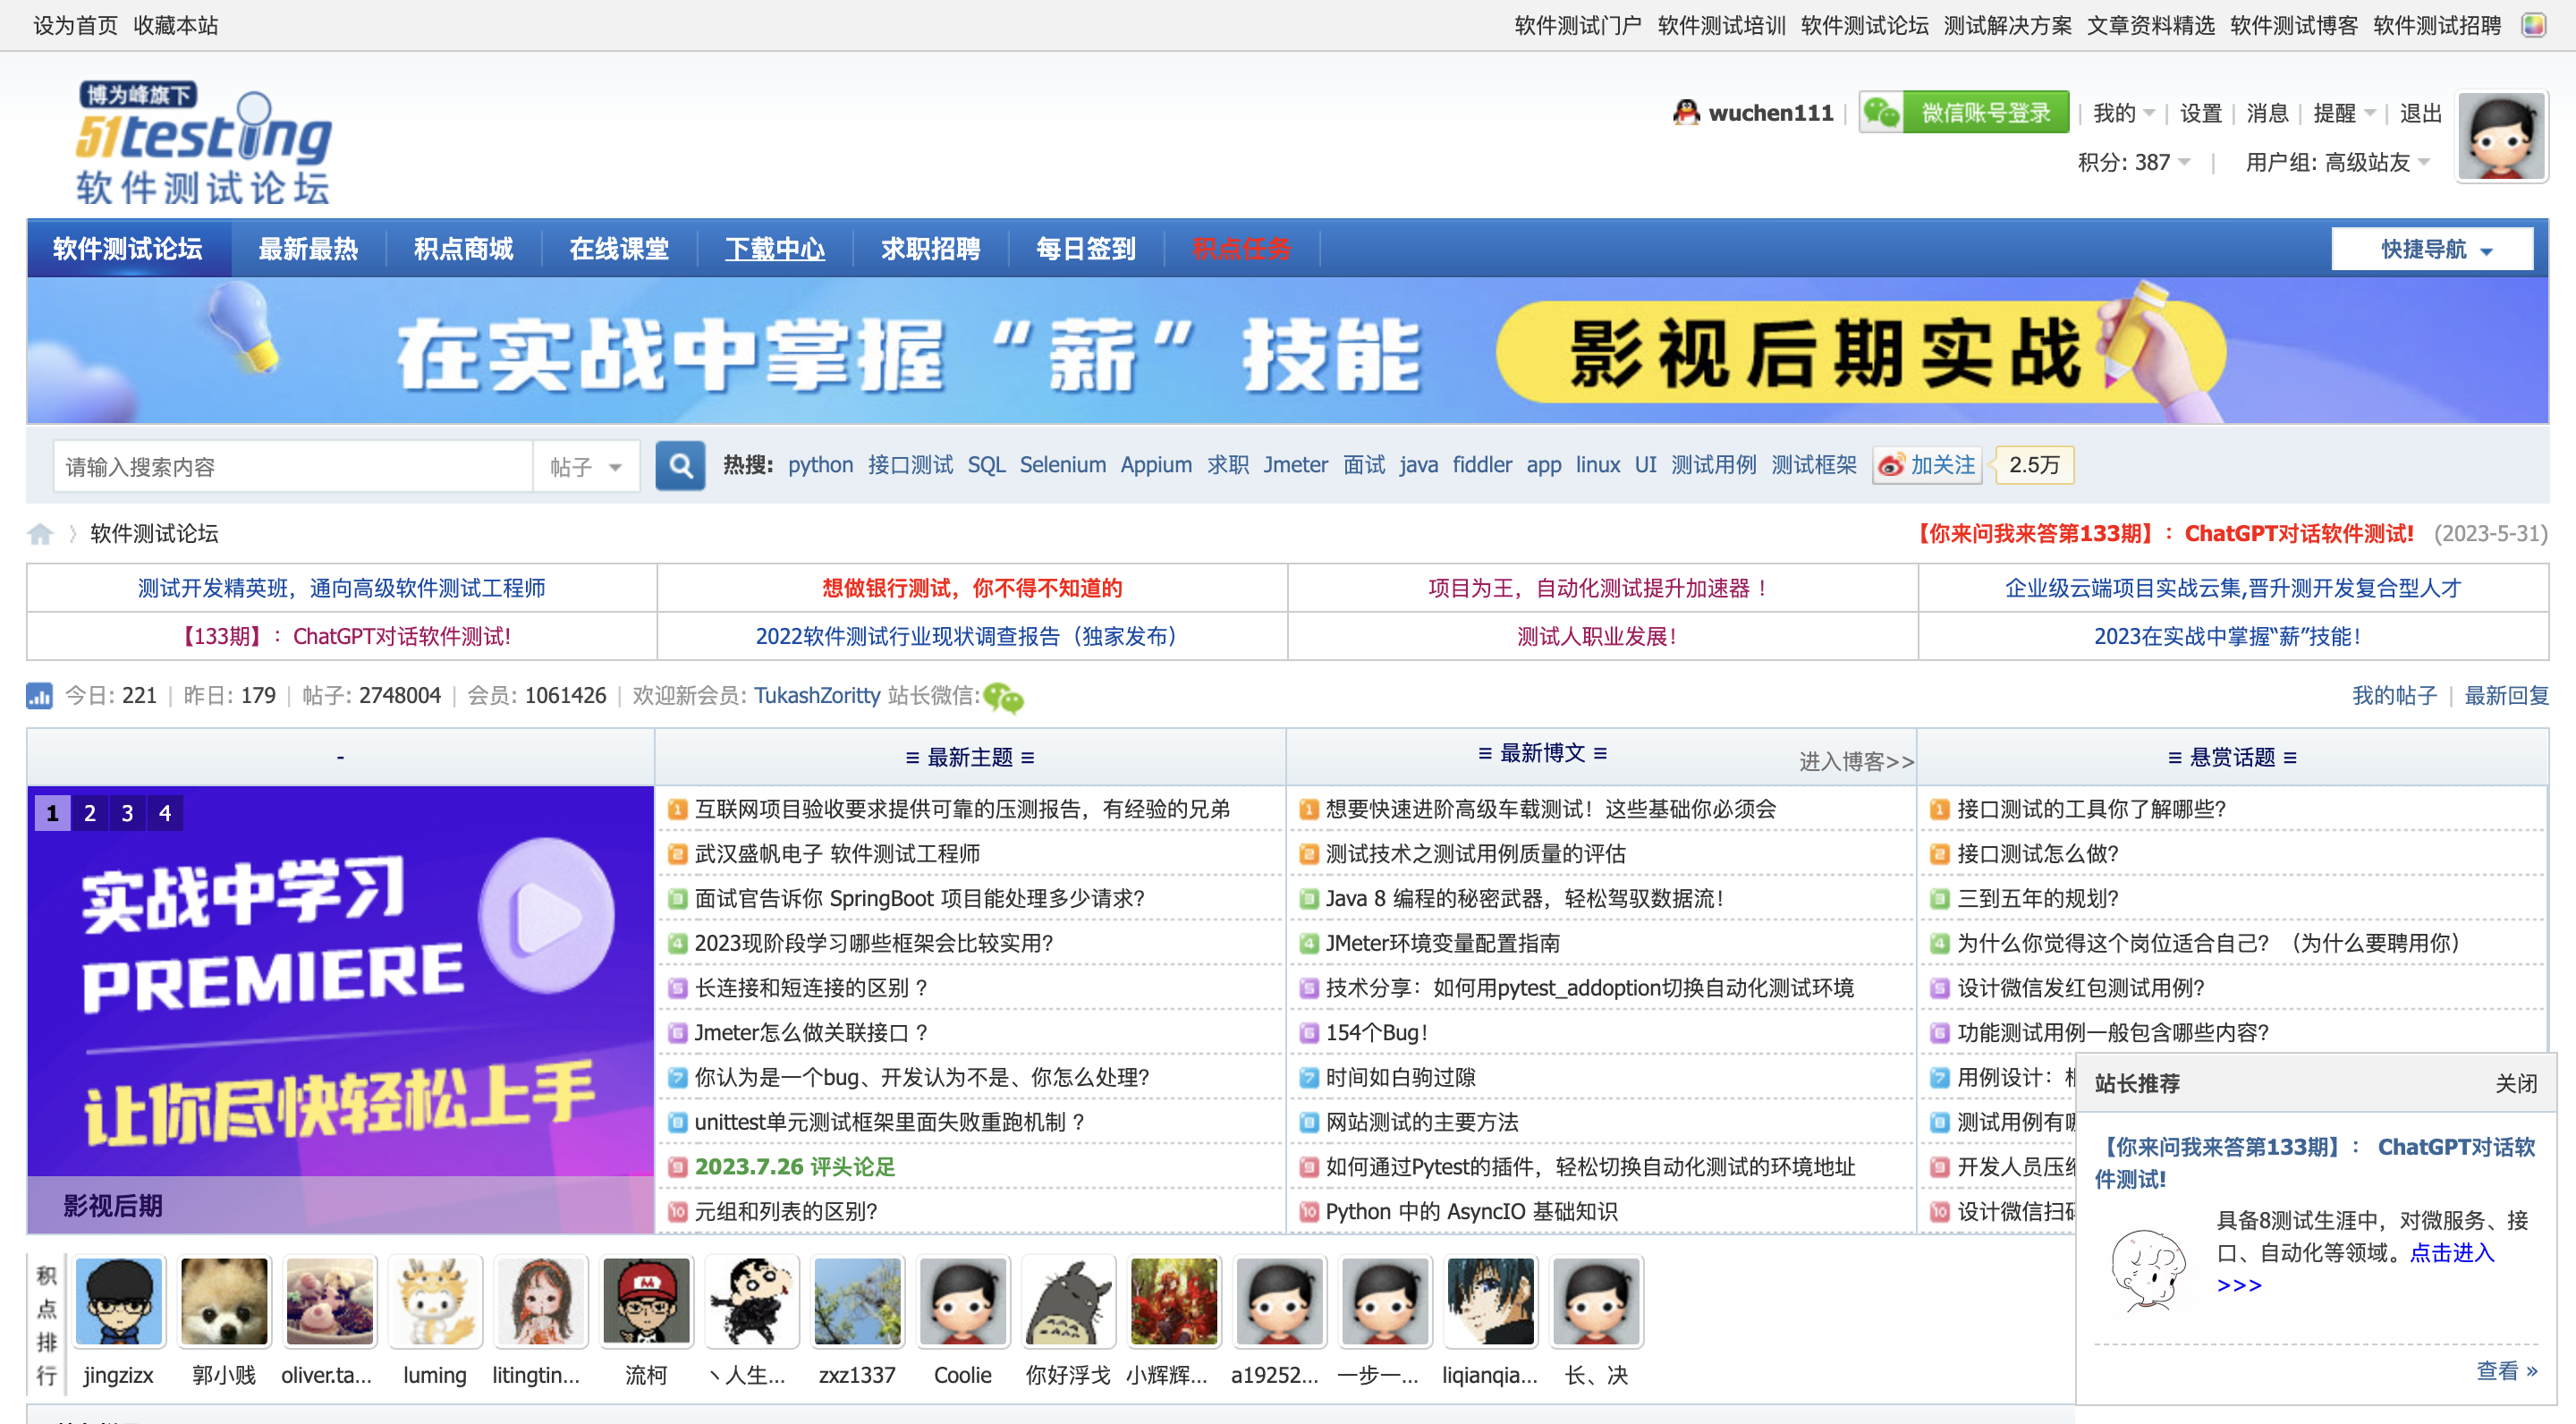 设为首页 收藏本站
软件测试门户 软件测试培训 软件测试论坛 测试解决方案 文章资料精选 软件测试博客 软件测试招聘
博为峰旗下
51testing
软件测试论坛
wuchen111 | 微信账号登录 | 我的 | 设置 | 消息 | 提醒 | 退出
积分: 387 | 用户组: 高级站友
软件测试论坛 最新最热 积点商城 在线课堂 下载中心 求职招聘 每日签到 积点任务 快捷导航
在实战中掌握“薪”技能 影视后期实战
请输入搜索内容 帖子 热搜: python 接口测试 SQL Selenium Appium 求职 Jmeter 面试 java fiddler app linux UI 测试用例 测试框架 加关注 2.5万
〉 软件测试论坛
【你来问我来答第133期】：ChatGPT对话软件测试! (2023-5-31)
测试开发精英班，通向高级软件测试工程师 想做银行测试，你不得不知道的 项目为王，自动化测试提升加速器 ！ 企业级云端项目实战云集,晋升测开发复合型人才
【133期】：ChatGPT对话软件测试! 2022软件测试行业现状调查报告（独家发布） 测试人职业发展！ 2023在实战中掌握“薪”技能！
今日: 221 | 昨日: 179 | 帖子: 2748004 | 会员: 1061426 | 欢迎新会员: TukashZoritty 站长微信:
我的帖子 | 最新回复
-
1 2 3 4
实战中学习
PREMIERE
让你尽快轻松上手
影视后期
≡ 最新主题 ≡
1 互联网项目验收要求提供可靠的压测报告，有经验的兄弟
2 武汉盛帆电子 软件测试工程师
3 面试官告诉你 SpringBoot 项目能处理多少请求？
4 2023现阶段学习哪些框架会比较实用？
5 长连接和短连接的区别 ？
6 Jmeter怎么做关联接口 ？
7 你认为是一个bug、开发认为不是、你怎么处理？
8 unittest单元测试框架里面失败重跑机制 ？
9 2023.7.26 评头论足
10 元组和列表的区别？
≡ 最新博文 ≡ 进入博客>>
1 想要快速进阶高级车载测试！这些基础你必须会
2 测试技术之测试用例质量的评估
3 Java 8 编程的秘密武器，轻松驾驭数据流！
4 JMeter环境变量配置指南
5 技术分享：如何用pytest_addoption切换自动化测试环境
6 154个Bug！
7 时间如白驹过隙
8 网站测试的主要方法
9 如何通过Pytest的插件，轻松切换自动化测试的环境地址
10 Python 中的 AsyncIO 基础知识
≡ 悬赏话题 ≡
1 接口测试的工具你了解哪些？
2 接口测试怎么做？
3 三到五年的规划？
4 为什么你觉得这个岗位适合自己？（为什么要聘用你）
5 设计微信发红包测试用例？
6 功能测试用例一般包含哪些内容？
7 用例设计：
8 测试用例有
9 开发人员压
10 设计微信扫
站长推荐 关闭
【你来问我来答第133期】： ChatGPT对话软
件测试!
具备8测试生涯中，对微服务、接
口、自动化等领域。点击进入
>>>
查看 »
积点排行
jingzizx 郭小贱 oliver.ta... luming litingtin... 流柯 丶人生... zxz1337 Coolie 你好浮戈 小辉辉... a19252... 一步一... liqianqia... 长、决